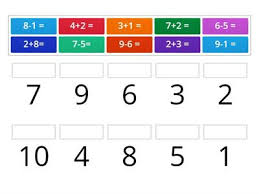 8-1 = 4+2 = 3+1 = 7+2 = 6-5 =
2+8= 7-5= 9-6 = 2+3 = 9-1 =
7 9 6 3 2
10 4 8 5 1